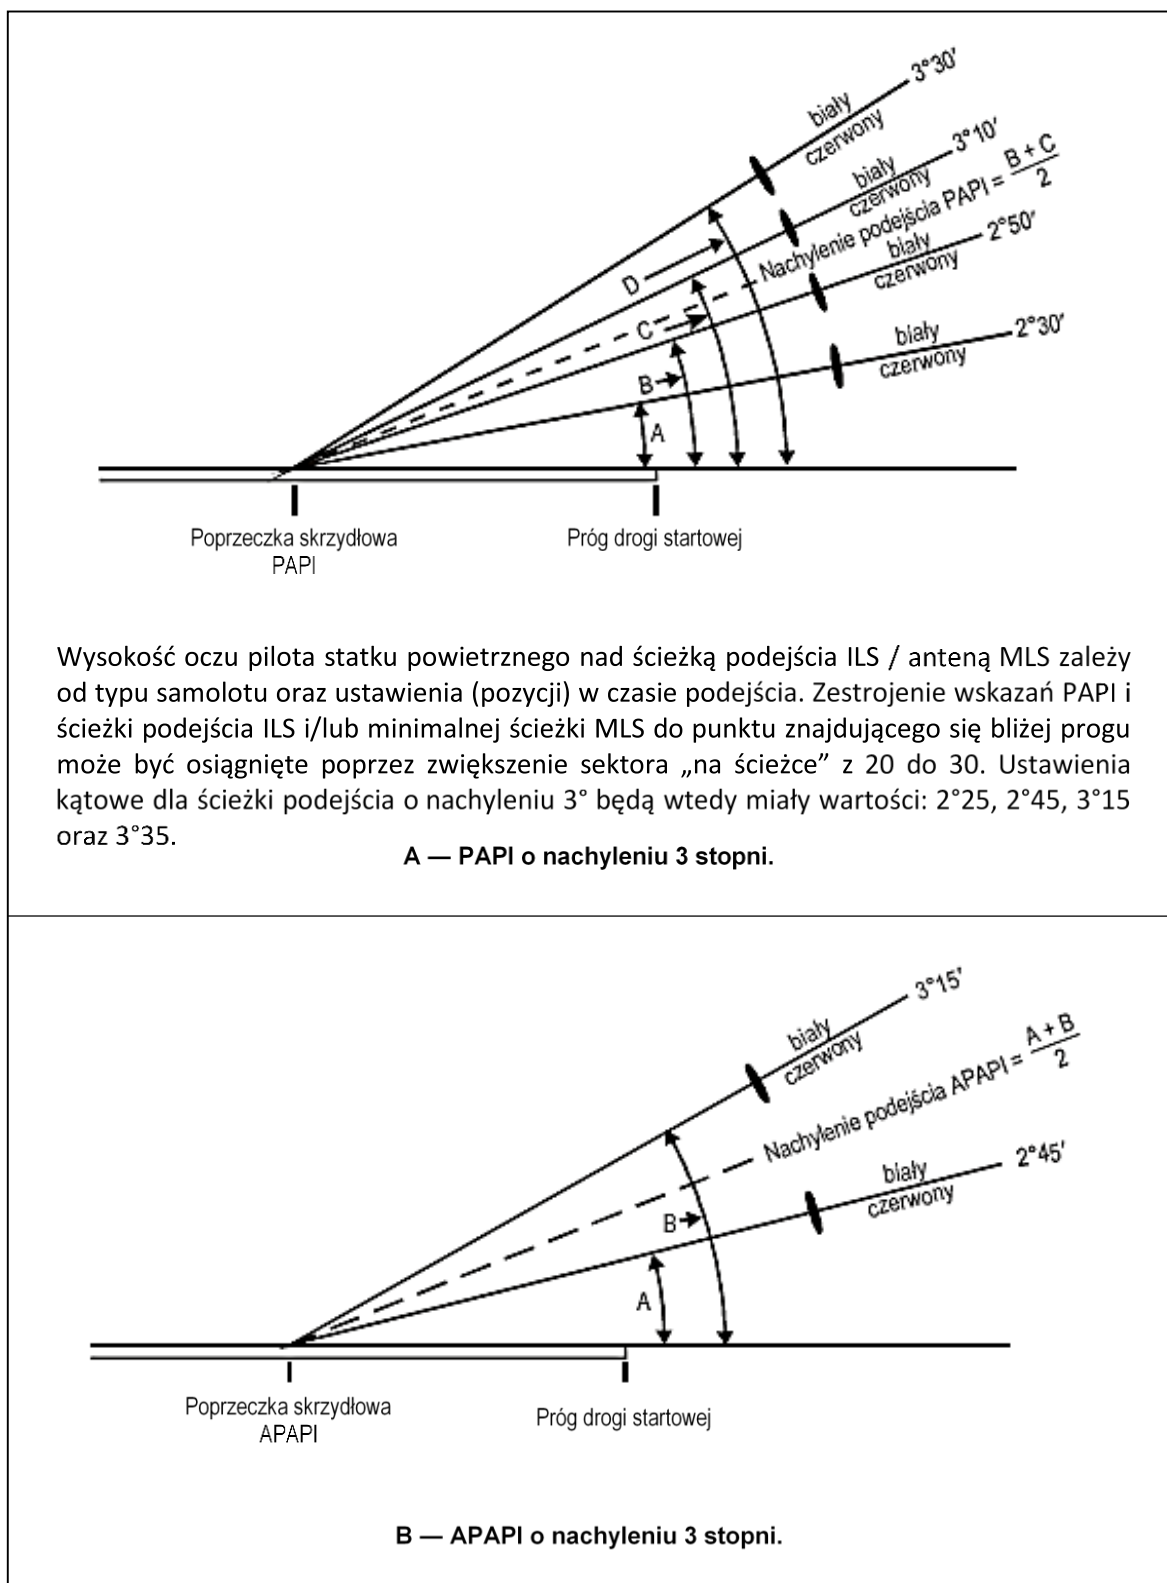 3°30′
biały
czerwony
3°10′
biały
czerwony
Nachylenie podejścia PAPI = B + C / 2
2°50′
biały
czerwony
D
C
2°30′
biały
czerwony
B
A
Poprzeczka skrzydłowa
PAPI
Próg drogi startowej
Wysokość oczu pilota statku powietrznego nad ścieżką podejścia ILS / anteną MLS zależy
od typu samolotu oraz ustawienia (pozycji) w czasie podejścia. Zestrojenie wskazań PAPI i
ścieżki podejścia ILS i/lub minimalnej ścieżki MLS do punktu znajdującego się bliżej progu
może być osiągnięte poprzez zwiększenie sektora „na ścieżce” z 20 do 30. Ustawienia
kątowe dla ścieżki podejścia o nachyleniu 3° będą wtedy miały wartości: 2°25, 2°45, 3°15
oraz 3°35.
A — PAPI o nachyleniu 3 stopni.
3°15′
biały
czerwony
Nachylenie podejścia APAPI = A + B / 2
2°45′
biały
czerwony
B
A
Poprzeczka skrzydłowa
APAPI
Próg drogi startowej
B — APAPI o nachyleniu 3 stopni.